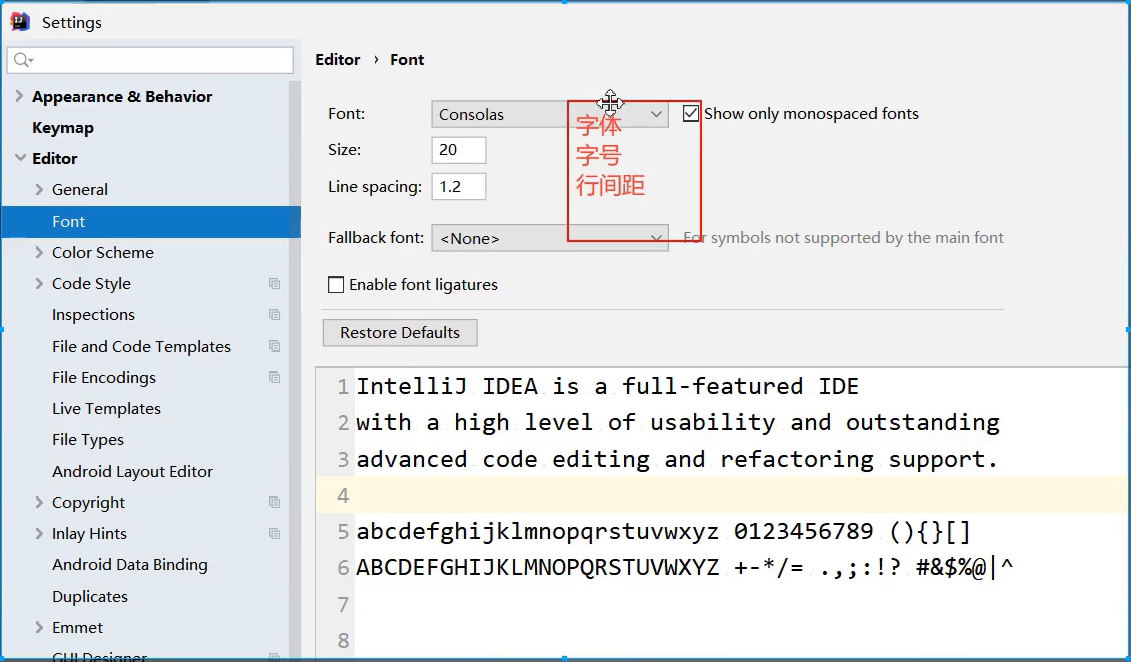 Settings
Editor › Font
Appearance & Behavior
Keymap
Editor
General
Font
Color Scheme
Code Style
Inspections
File and Code Templates
File Encodings
Live Templates
File Types
Android Layout Editor
Copyright
Inlay Hints
Android Data Binding
Duplicates
Emmet
GUI Designer
Font: Consolas Show only monospaced fonts
Size: 20
Line spacing: 1.2
字体
字号
行间距
Fallback font: <None> For symbols not supported by the main font
Enable font ligatures
Restore Defaults
1 IntelliJ IDEA is a full-featured IDE
2 with a high level of usability and outstanding
3 advanced code editing and refactoring support.
4
5 abcdefghijklmnopqrstuvwxyz 0123456789 (){}[]
6 ABCDEFGHIJKLMNOPQRSTUVWXYZ +-*/= .,;:!? #&$%@|^
7
8